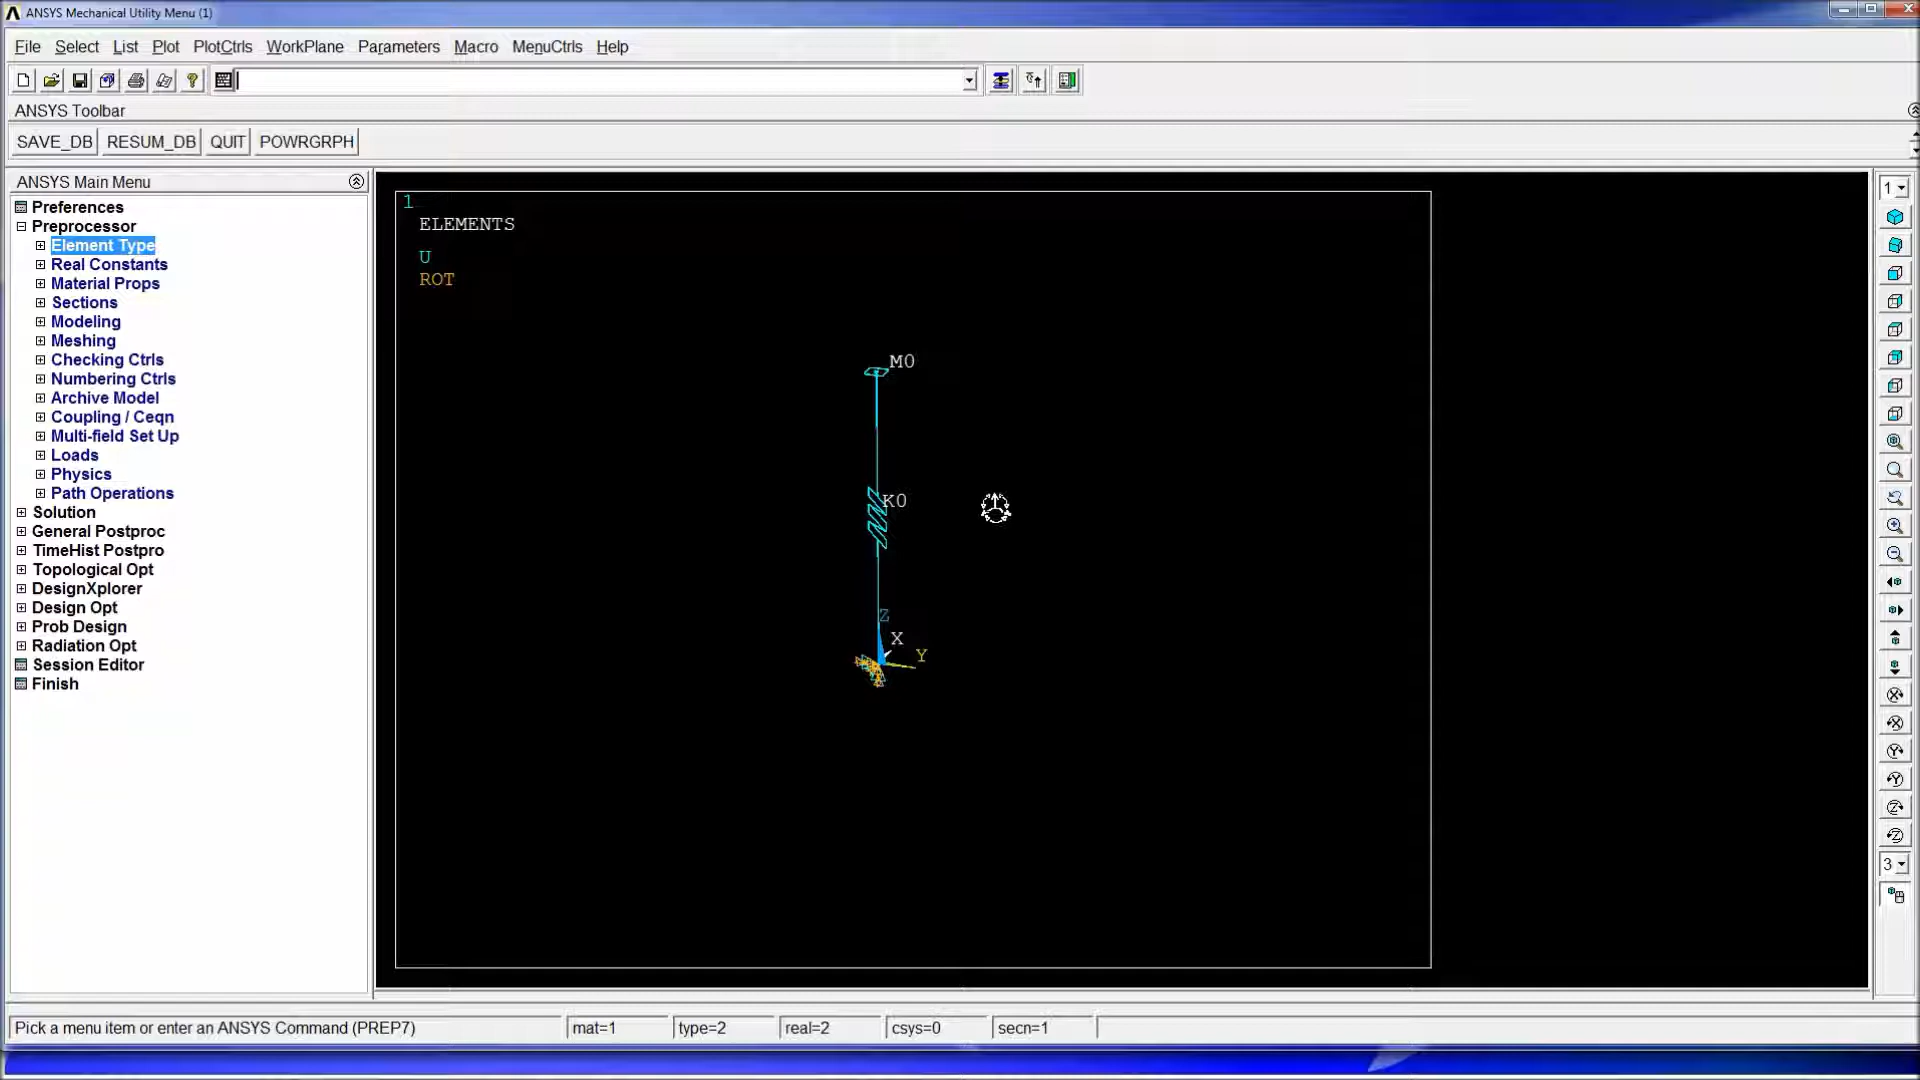 ANSYS Mechanical Utility Menu (1)
File Select List Plot PlotCtrls WorkPlane Parameters Macro MenuCtrls Help
ANSYS Toolbar
SAVE_DB RESUM_DB QUIT POWRGRPH
ANSYS Main Menu
Preferences
Preprocessor
Element Type
Real Constants
Material Props
Sections
Modeling
Meshing
Checking Ctrls
Numbering Ctrls
Archive Model
Coupling / Ceqn
Multi-field Set Up
Loads
Physics
Path Operations
Solution
General Postproc
TimeHist Postpro
Topological Opt
DesignXplorer
Design Opt
Prob Design
Radiation Opt
Session Editor
Finish
1
ELEMENTS
U
ROT
M0
K0
Z
X
Y
1
3
Pick a menu item or enter an ANSYS Command (PREP7) mat=1 type=2 real=2 csys=0 secn=1